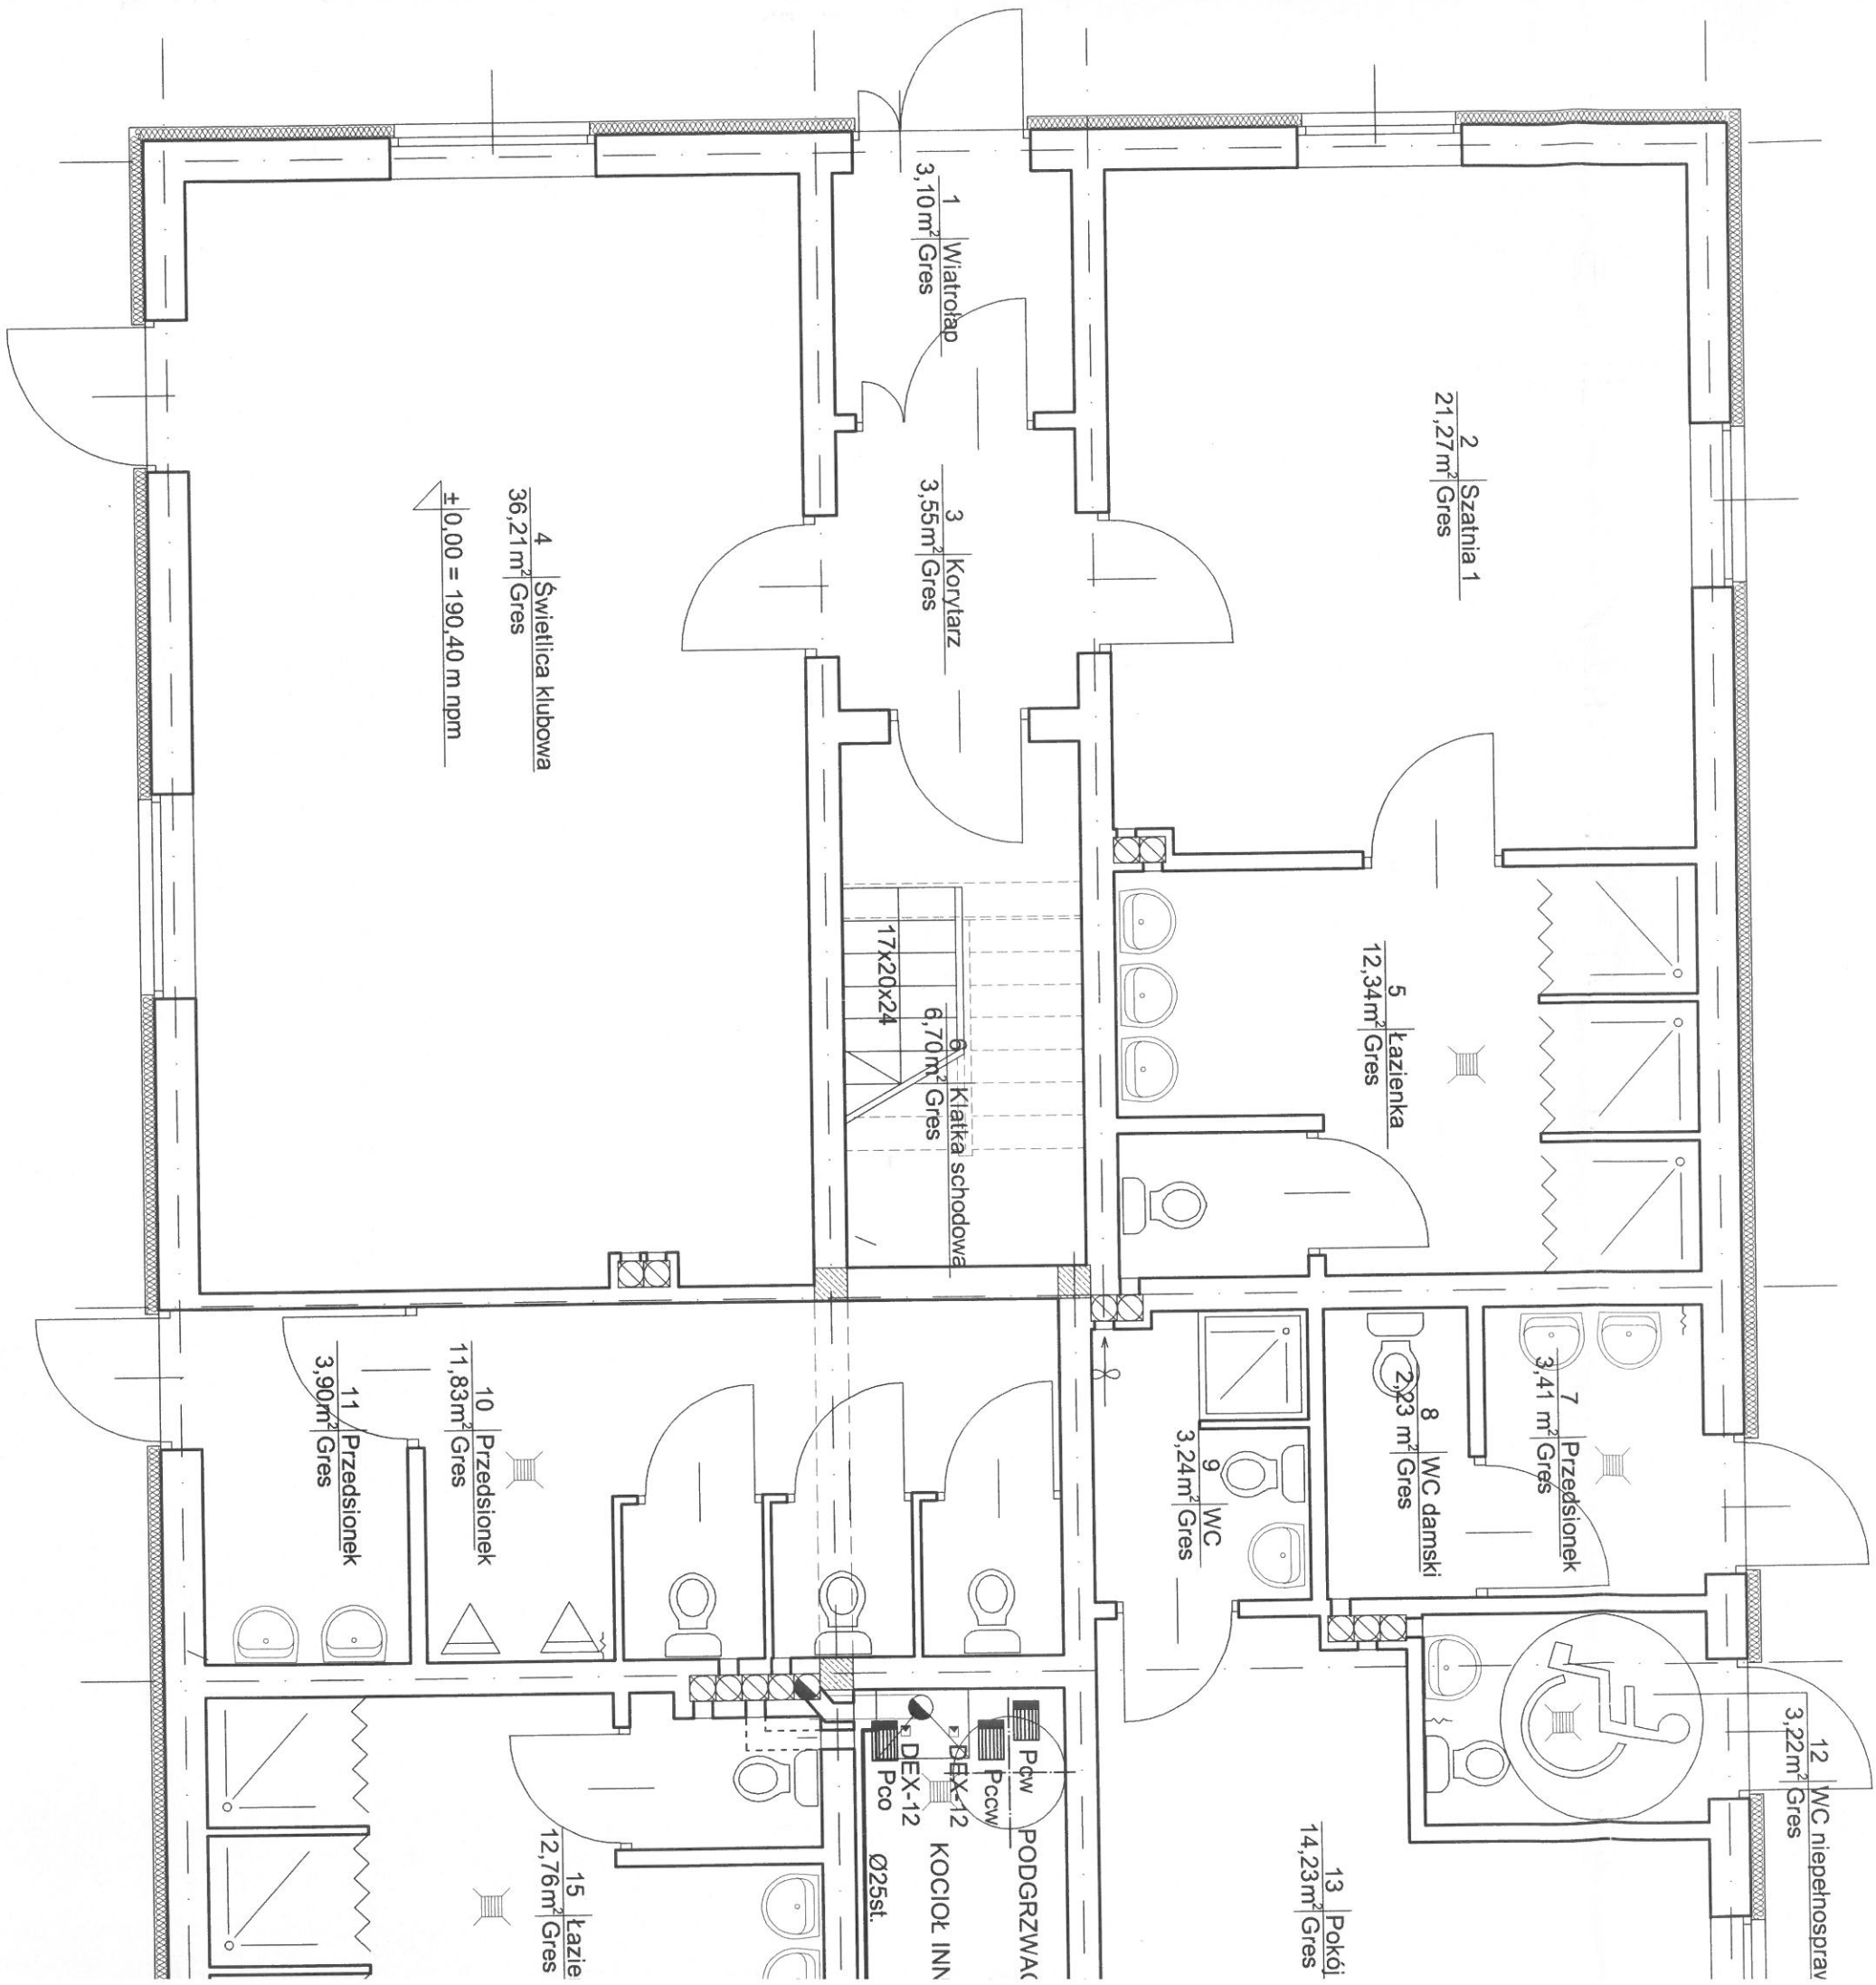 1 Wiatrołap
3,10m² Gres
2 Szatnia 1
21,27m² Gres
3 Korytarz
3,55m² Gres
4 Świetlica klubowa
36,21m² Gres
±0,00 = 190,40 m npm
5 Łazienka
12,34m² Gres
6 Klatka schodowa
6,70m² Gres
17x20x24
7 Przedsionek
3,41 m² Gres
8 WC damski
2,23 m² Gres
9 WC
3,24m² Gres
10 Przedsionek
11,83m² Gres
11 Przedsionek
3,90m² Gres
12 WC niepełnospraw
3,22m² Gres
13 Pokój
14,23m² Gres
15 Łazie
12,76m² Gres
PODGRZWAC
Pcw
Pccw
DEX-12
KOCIOŁ INN
DEX-12
Pco
Ø25st.